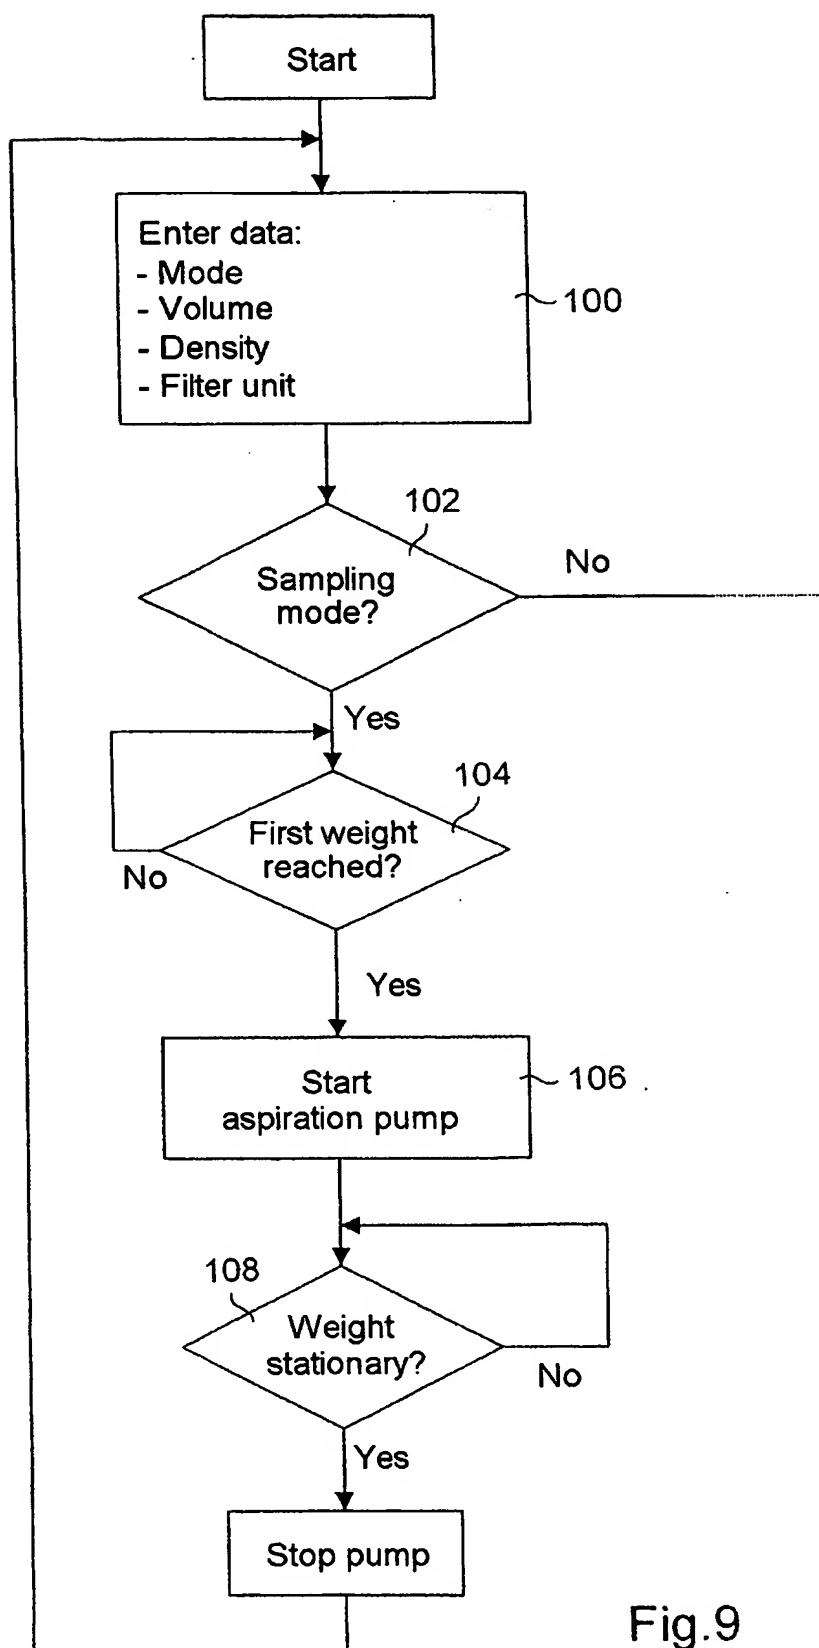 Start
Enter data:
- Mode
- Volume
- Density
- Filter unit
100
102
Sampling
mode?
No
Yes
104
First weight
reached?
No
Yes
Start
aspiration pump
106
108
Weight
stationary?
No
Yes
Stop pump
Fig.9